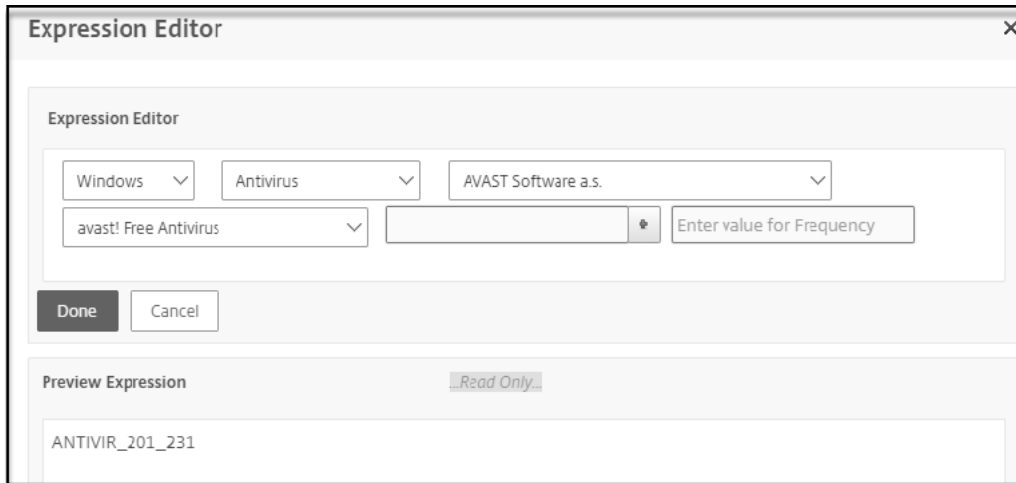 Expression Editor
Expression Editor
Windows Antivirus AVAST Software a.s.
avast! Free Antivirus Enter value for Frequency
Done Cancel
Preview Expression ...Read Only...
ANTIVIR_201_231